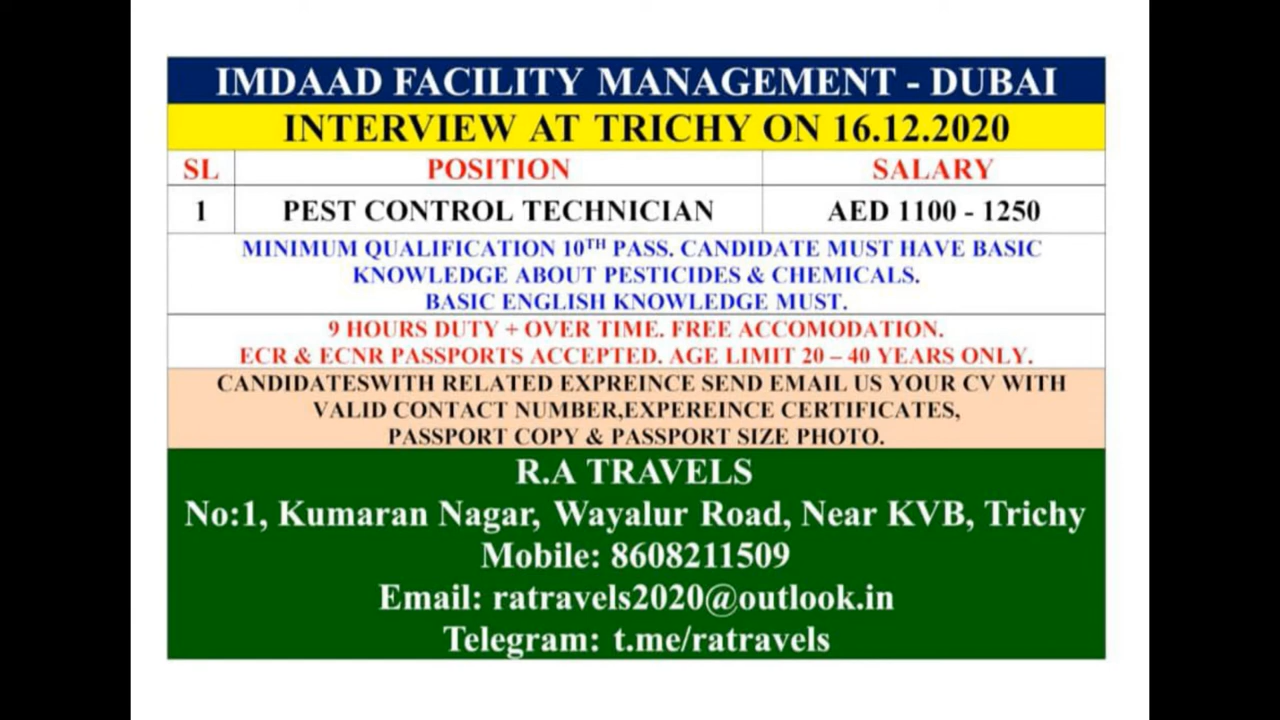 IMDAAD FACILITY MANAGEMENT - DUBAI
INTERVIEW AT TRICHY ON 16.12.2020
SL POSITION SALARY
1 PEST CONTROL TECHNICIAN AED 1100 - 1250
MINIMUM QUALIFICATION 10TH PASS. CANDIDATE MUST HAVE BASIC
KNOWLEDGE ABOUT PESTICIDES & CHEMICALS.
BASIC ENGLISH KNOWLEDGE MUST.
9 HOURS DUTY + OVER TIME. FREE ACCOMODATION.
ECR & ECNR PASSPORTS ACCEPTED. AGE LIMIT 20 – 40 YEARS ONLY.
CANDIDATESWITH RELATED EXPREINCE SEND EMAIL US YOUR CV WITH
VALID CONTACT NUMBER,EXPEREINCE CERTIFICATES,
PASSPORT COPY & PASSPORT SIZE PHOTO.
R.A TRAVELS
No:1, Kumaran Nagar, Wayalur Road, Near KVB, Trichy
Mobile: 8608211509
Email: ratravels2020@outlook.in
Telegram: t.me/ratravels